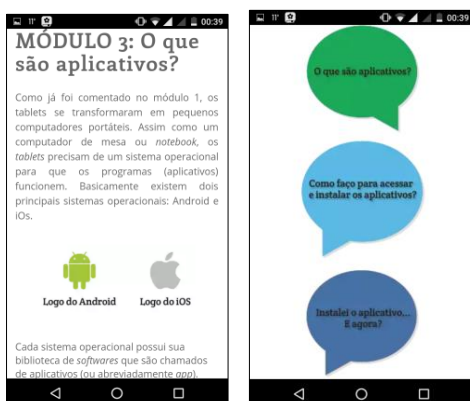 11° 00:39
MÓDULO 3: O que
são aplicativos?
Como já foi comentado no módulo 1, os
tablets se transformaram em pequenos
computadores portáteis. Assim como um
computador de mesa ou notebook, os
tablets precisam de um sistema operacional
para que os programas (aplicativos)
funcionem. Basicamente existem dois
principais sistemas operacionais: Android e
iOs.
Logo do Android Logo do iOS
Cada sistema operacional possui sua
biblioteca de softwares que são chamados
de aplicativos (ou abreviadamente app).
11° 00:39
O que são aplicativos?
Como faço para acessar
e instalar os aplicativos?
Instalei o aplicativo...
E agora?